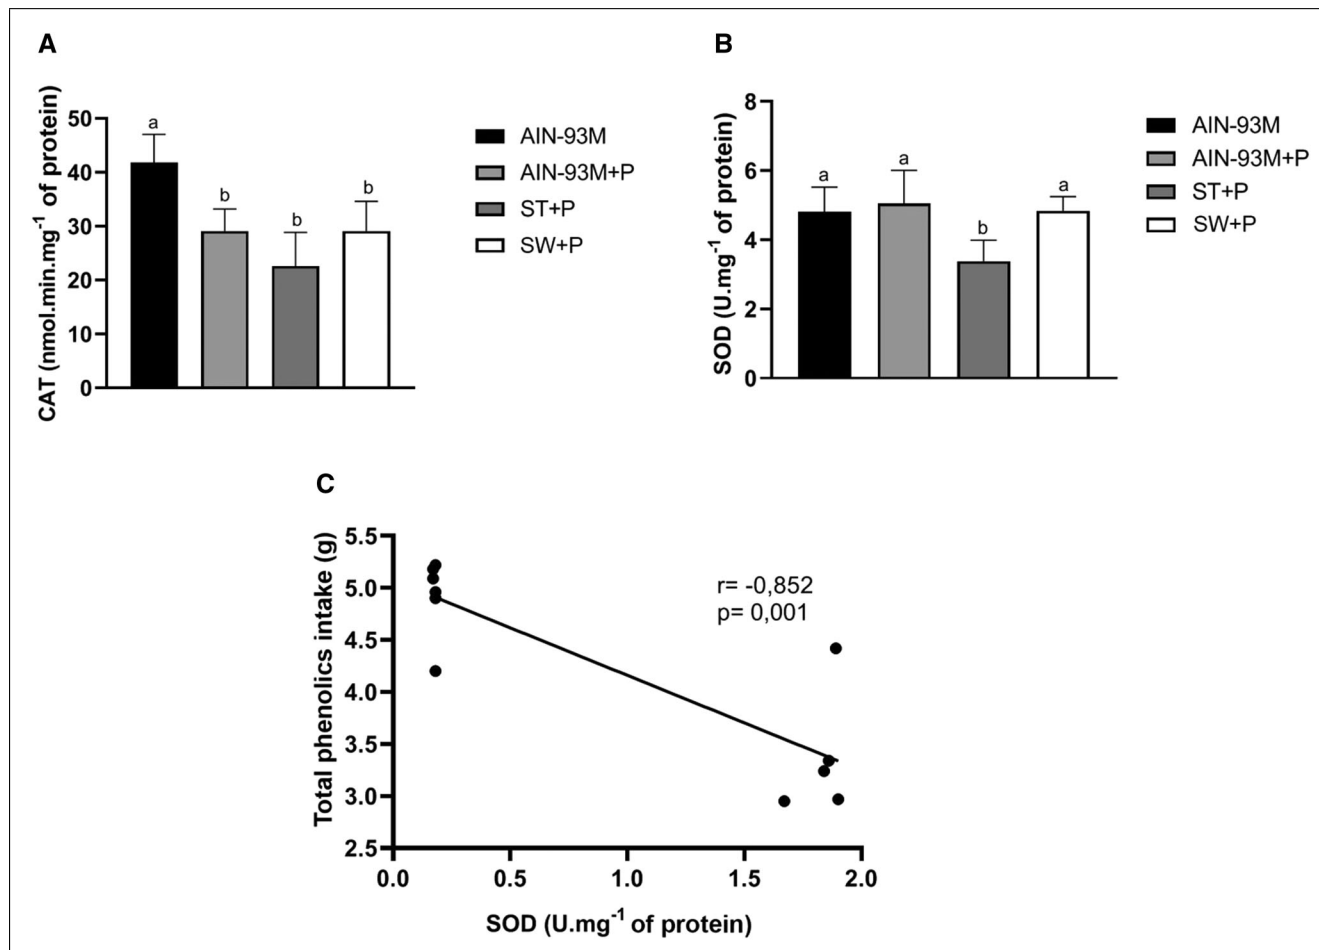 A
CAT (nmol.min.mg-1 of protein)
50
40
30
20
10
0
a
b
b
b
AIN-93M
AIN-93M+P
ST+P
SW+P
B
SOD (U.mg-1 of protein)
8
6
4
2
0
a
a
b
a
AIN-93M
AIN-93M+P
ST+P
SW+P
C
Total phenolics intake (g)
5.5
5.0
4.5
4.0
3.5
3.0
2.5
r= -0,852
p= 0,001
0.0 0.5 1.0 1.5 2.0
SOD (U.mg-1 of protein)